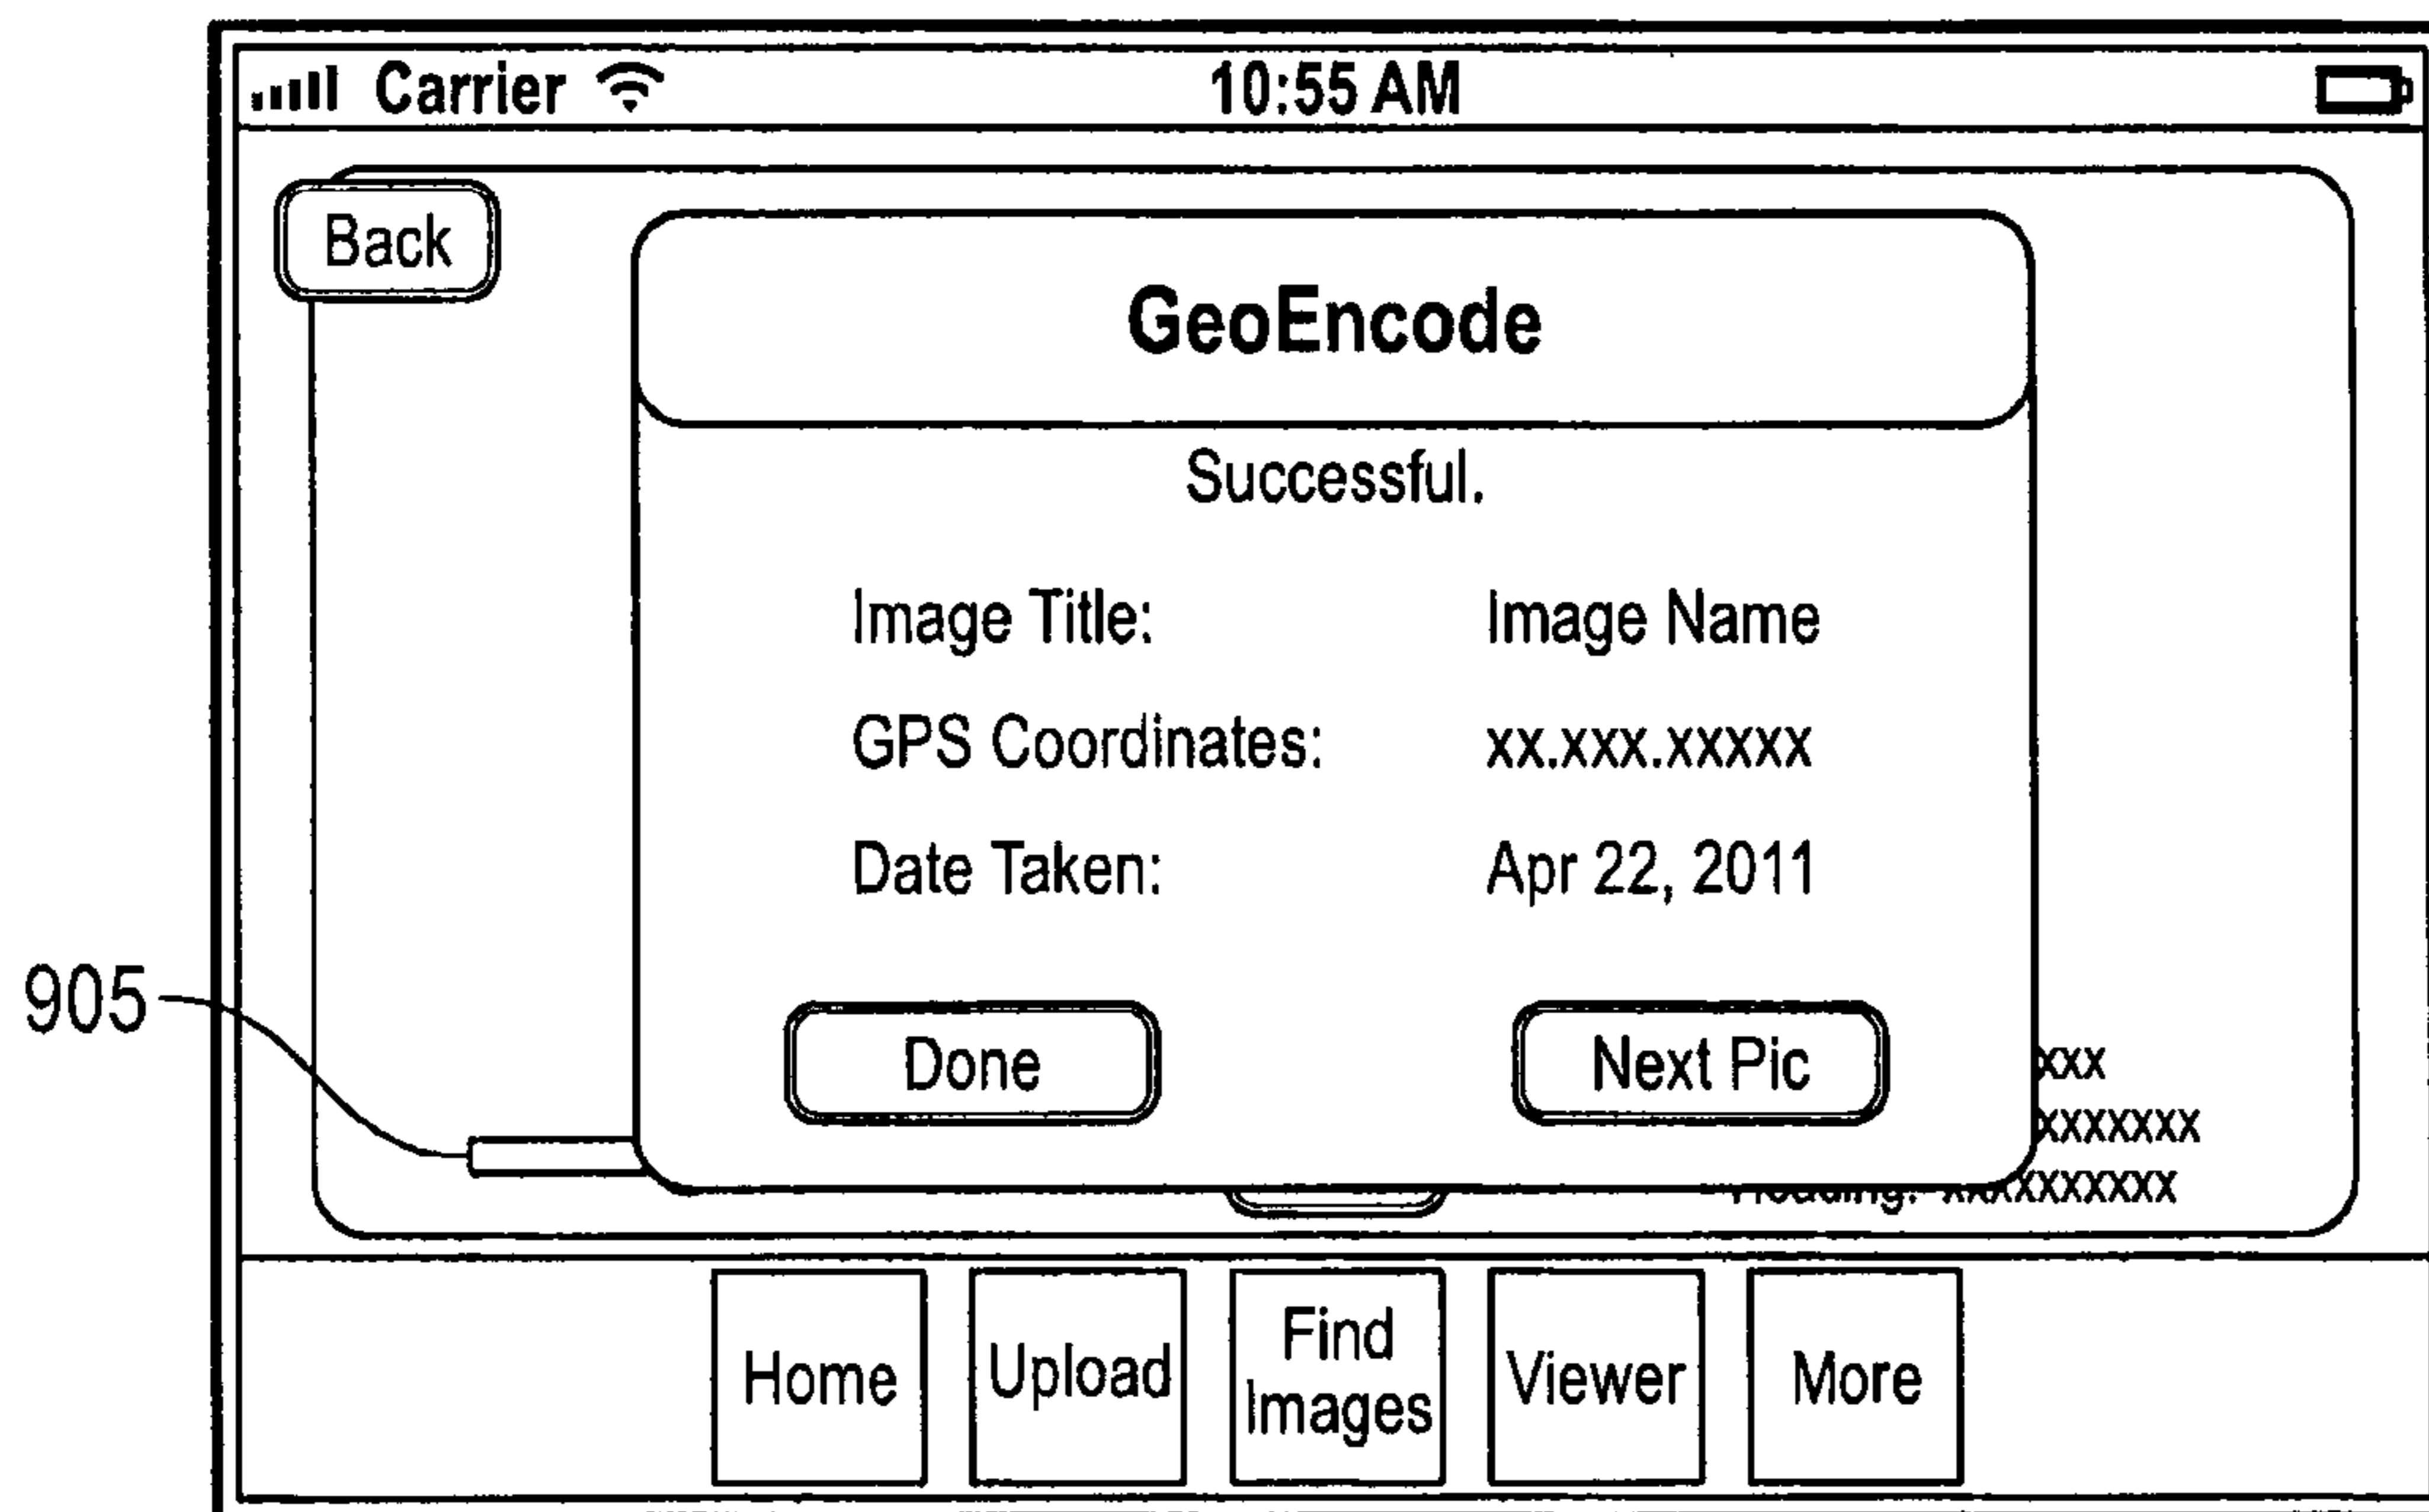 Carrier 10:55 AM
Back
GeoEncode
Successful.
Image Title: Image Name
GPS Coordinates: xx.xxx.xxxxx
Date Taken: Apr 22, 2011
905
Done Next Pic
xxx
xxxxxxx
xxxxxxxxxx
Home Upload Find Images Viewer More